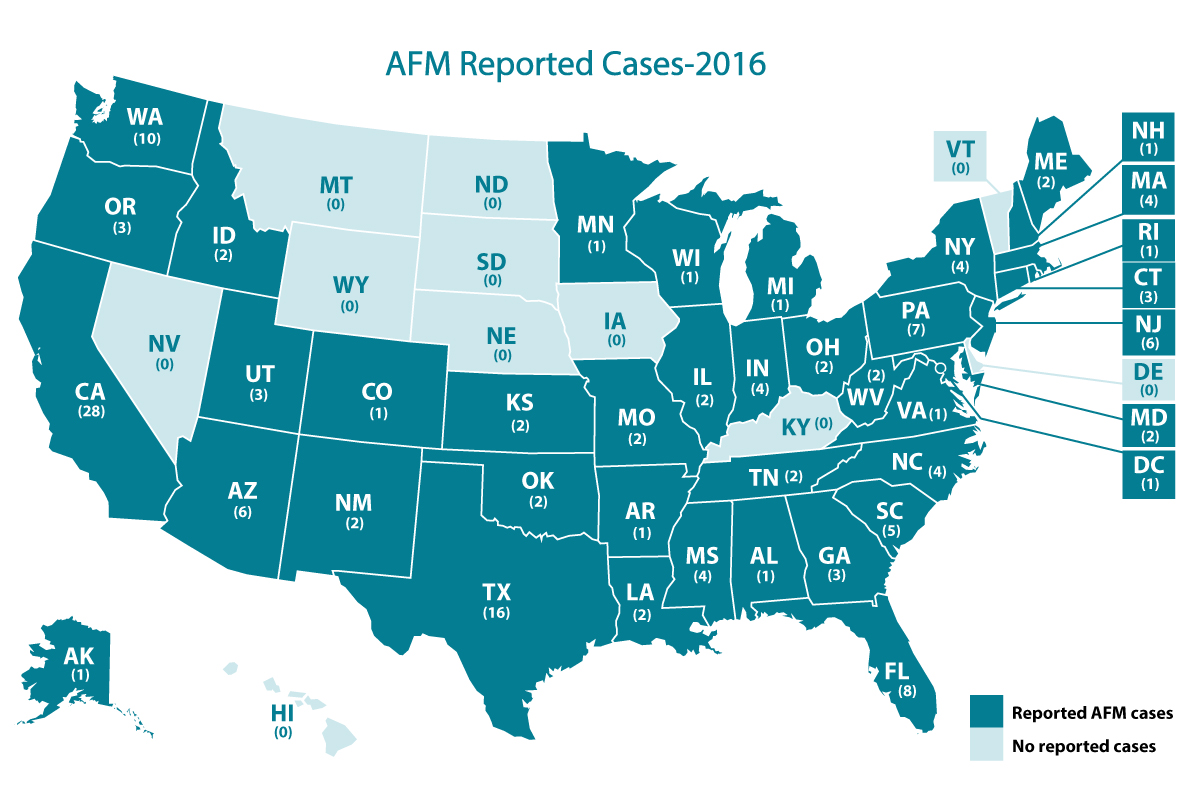 AFM Reported Cases-2016
WA
(10)
OR
(3)
ID
(2)
MT
(0)
ND
(0)
MN
(1)
WI
(1)
MI
(1)
NY
(4)
VT
(0)
ME
(2)
NH
(1)
MA
(4)
RI
(1)
CT
(3)
NJ
(6)
DE
(0)
MD
(2)
DC
(1)
WY
(0)
SD
(0)
NE
(0)
IA
(0)
PA
(7)
NV
(0)
CA
(28)
UT
(3)
CO
(1)
KS
(2)
MO
(2)
IL
(2)
IN
(4)
OH
(2)
(2)
WV
VA (1)
KY (0)
AZ
(6)
NM
(2)
OK
(2)
AR
(1)
TN (2)
NC (4)
SC
(5)
TX
(16)
LA
(2)
MS
(4)
AL
(1)
GA
(3)
FL
(8)
AK
(1)
HI
(0)
Reported AFM cases
No reported cases